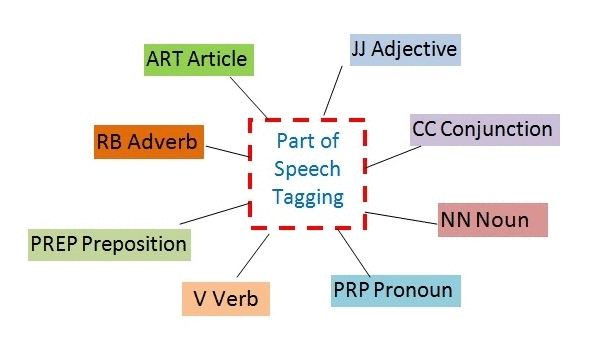 JJ Adjective
ART Article
CC Conjunction
RB Adverb
Part of
Speech
Tagging
NN Noun
PREP Preposition
PRP Pronoun
V Verb